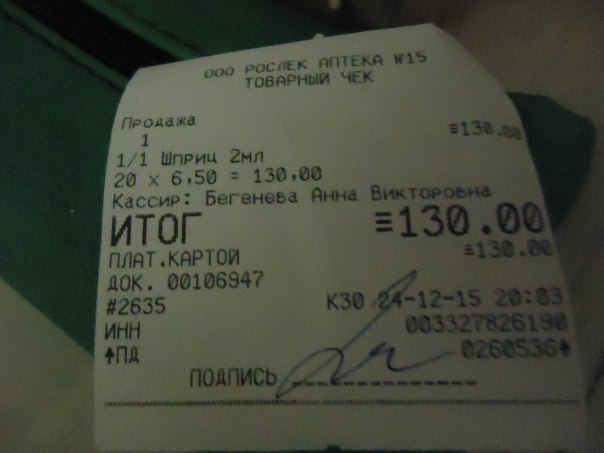 ООО РОСЛЕК АПТЕКА №15
ТОВАРНЫЙ ЧЕК
Продажа
1 ≡130.00
1/1 Шприц 2мл
20 x 6,50 = 130,00
Кассир: Бегенева Анна Викторовна
ИТОГ ≡130.00
ПЛАТ.КАРТОЙ ≡130.00
ДОК. 00106947
#2635 К30 24-12-15 20:03
ИНН 003327826190
↑ПД 0260536↑
ПОДПИСЬ